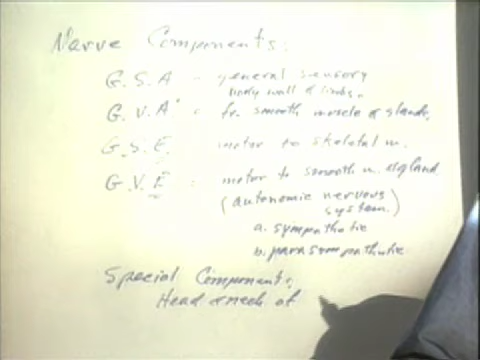 Nerve Components:
G.S.A - general sensory
body wall & limbs.
G.V.A - fr. smooth muscle & glands.
G.S.E. motor to skeletal m.
G.V.E : motor to smooth m. & gland.
(autonomic nervous
system)
a. sympathetic
b. parasympathetic
Special Components:
Head & neck of